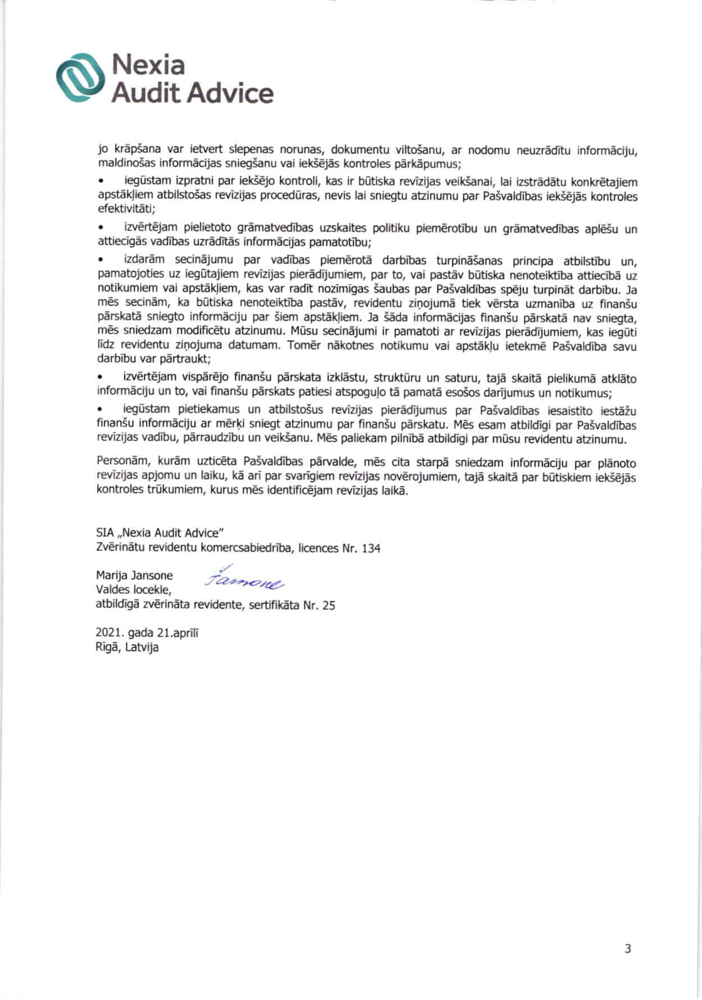 Nexia
Audit Advice
jo krāpšana var ietvert slepenas norunas, dokumentu viltošanu, ar nodomu neuzrādītu informāciju,
maldinošas informācijas sniegšanu vai iekšējās kontroles pārkāpumus;
• iegūstam izpratni par iekšējo kontroli, kas ir būtiska revīzijas veikšanai, lai izstrādātu konkrētajiem
apstākļiem atbilstošas revīzijas procedūras, nevis lai sniegtu atzinumu par Pašvaldības iekšējās kontroles
efektivitāti;
• izvērtējam pielietoto grāmatvedības uzskaites politiku piemērotību un grāmatvedības aplēšu un
attiecīgās vadības uzrādītās informācijas pamatotību;
• izdarām secinājumu par vadības piemērotā darbības turpināšanas principa atbilstību un,
pamatojoties uz iegūtajiem revīzijas pierādījumiem, par to, vai pastāv būtiska nenoteiktība attiecībā uz
notikumiem vai apstākļiem, kas var radīt nozīmīgas šaubas par Pašvaldības spēju turpināt darbību. Ja
mēs secinām, ka būtiska nenoteiktība pastāv, revidentu ziņojumā tiek vērsta uzmanība uz finanšu
pārskatā sniegto informāciju par šiem apstākļiem. Ja šāda informācijas finanšu pārskatā nav sniegta,
mēs sniedzam modificētu atzinumu. Mūsu secinājumi ir pamatoti ar revīzijas pierādījumiem, kas iegūti
līdz revidentu ziņojuma datumam. Tomēr nākotnes notikumu vai apstākļu ietekmē Pašvaldība savu
darbību var pārtraukt;
• izvērtējam vispārējo finanšu pārskata izklāstu, struktūru un saturu, tajā skaitā pielikumā atklāto
informāciju un to, vai finanšu pārskats patiesi atspoguļo tā pamatā esošos darījumus un notikumus;
• iegūstam pietiekamus un atbilstošus revīzijas pierādījumus par Pašvaldības iesaistīto iestāžu
finanšu informāciju ar mērķi sniegt atzinumu par finanšu pārskatu. Mēs esam atbildīgi par Pašvaldības
revīzijas vadību, pārraudzību un veikšanu. Mēs paliekam pilnībā atbildīgi par mūsu revidentu atzinumu.
Personām, kurām uzticēta Pašvaldības pārvalde, mēs cita starpā sniedzam informāciju par plānoto
revīzijas apjomu un laiku, kā arī par svarīgiem revīzijas novērojumiem, tajā skaitā par būtiskiem iekšējās
kontroles trūkumiem, kurus mēs identificējam revīzijas laikā.
SIA „Nexia Audit Advice"
Zvērinātu revidentu komercsabiedrība, licences Nr. 134
Marija Jansone
Valdes locekle,
atbildīgā zvērināta revidente, sertifikāta Nr. 25
2021. gada 21.aprīlī
Rīgā, Latvija
3